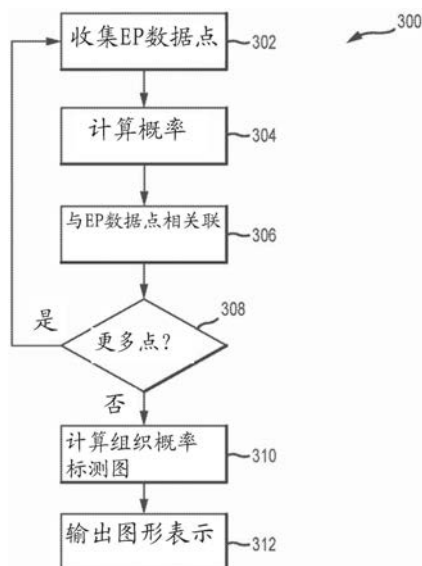 300
收集EP数据点
302
计算概率
304
与EP数据点相关联
306
308
是
更多点?
否
计算组织概率
标测图
310
输出图形表示
312